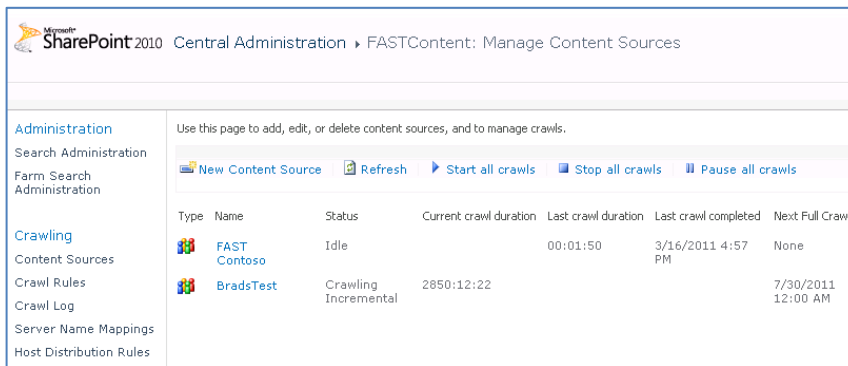 Microsoft
SharePoint 2010 Central Administration ▸ FASTContent: Manage Content Sources
Administration
Search Administration
Farm Search
Administration
Crawling
Content Sources
Crawl Rules
Crawl Log
Server Name Mappings
Host Distribution Rules
Use this page to add, edit, or delete content sources, and to manage crawls.
New Content Source Refresh Start all crawls Stop all crawls Pause all crawls
Type Name Status Current crawl duration Last crawl duration Last crawl completed Next Full Craw
FAST Idle 00:01:50 3/16/2011 4:57 None
Contoso PM
BradsTest Crawling 2850:12:22 7/30/2011
Incremental 12:00 AM